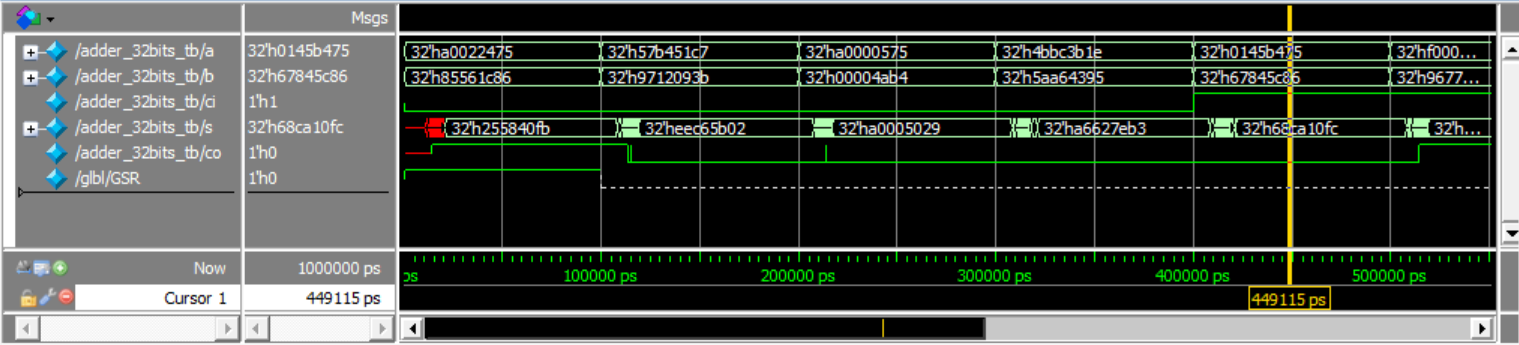 Msgs
/adder_32bits_tb/a 32'h0145b475 32'ha0022475 32'h57b451c7 32'ha0000575 32'h4bbc3b1e 32'h0145b475 32'hf000...
/adder_32bits_tb/b 32'h67845c86 32'h85561c86 32'h9712093b 32'h00004ab4 32'h5aa64395 32'h67845c86 32'h9677...
/adder_32bits_tb/ci 1'h1
/adder_32bits_tb/s 32'h68ca10fc 32'h255840fb 32'heec65b02 32'ha0005029 32'ha6627eb3 32'h68ca10fc 32'h...
/adder_32bits_tb/co 1'h0
/glbl/GSR 1'h0
Now 1000000 ps ps 100000 ps 200000 ps 300000 ps 400000 ps 500000 ps
Cursor 1 449115 ps 449115 ps